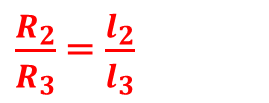 R₂/R₃ = l₂/l₃